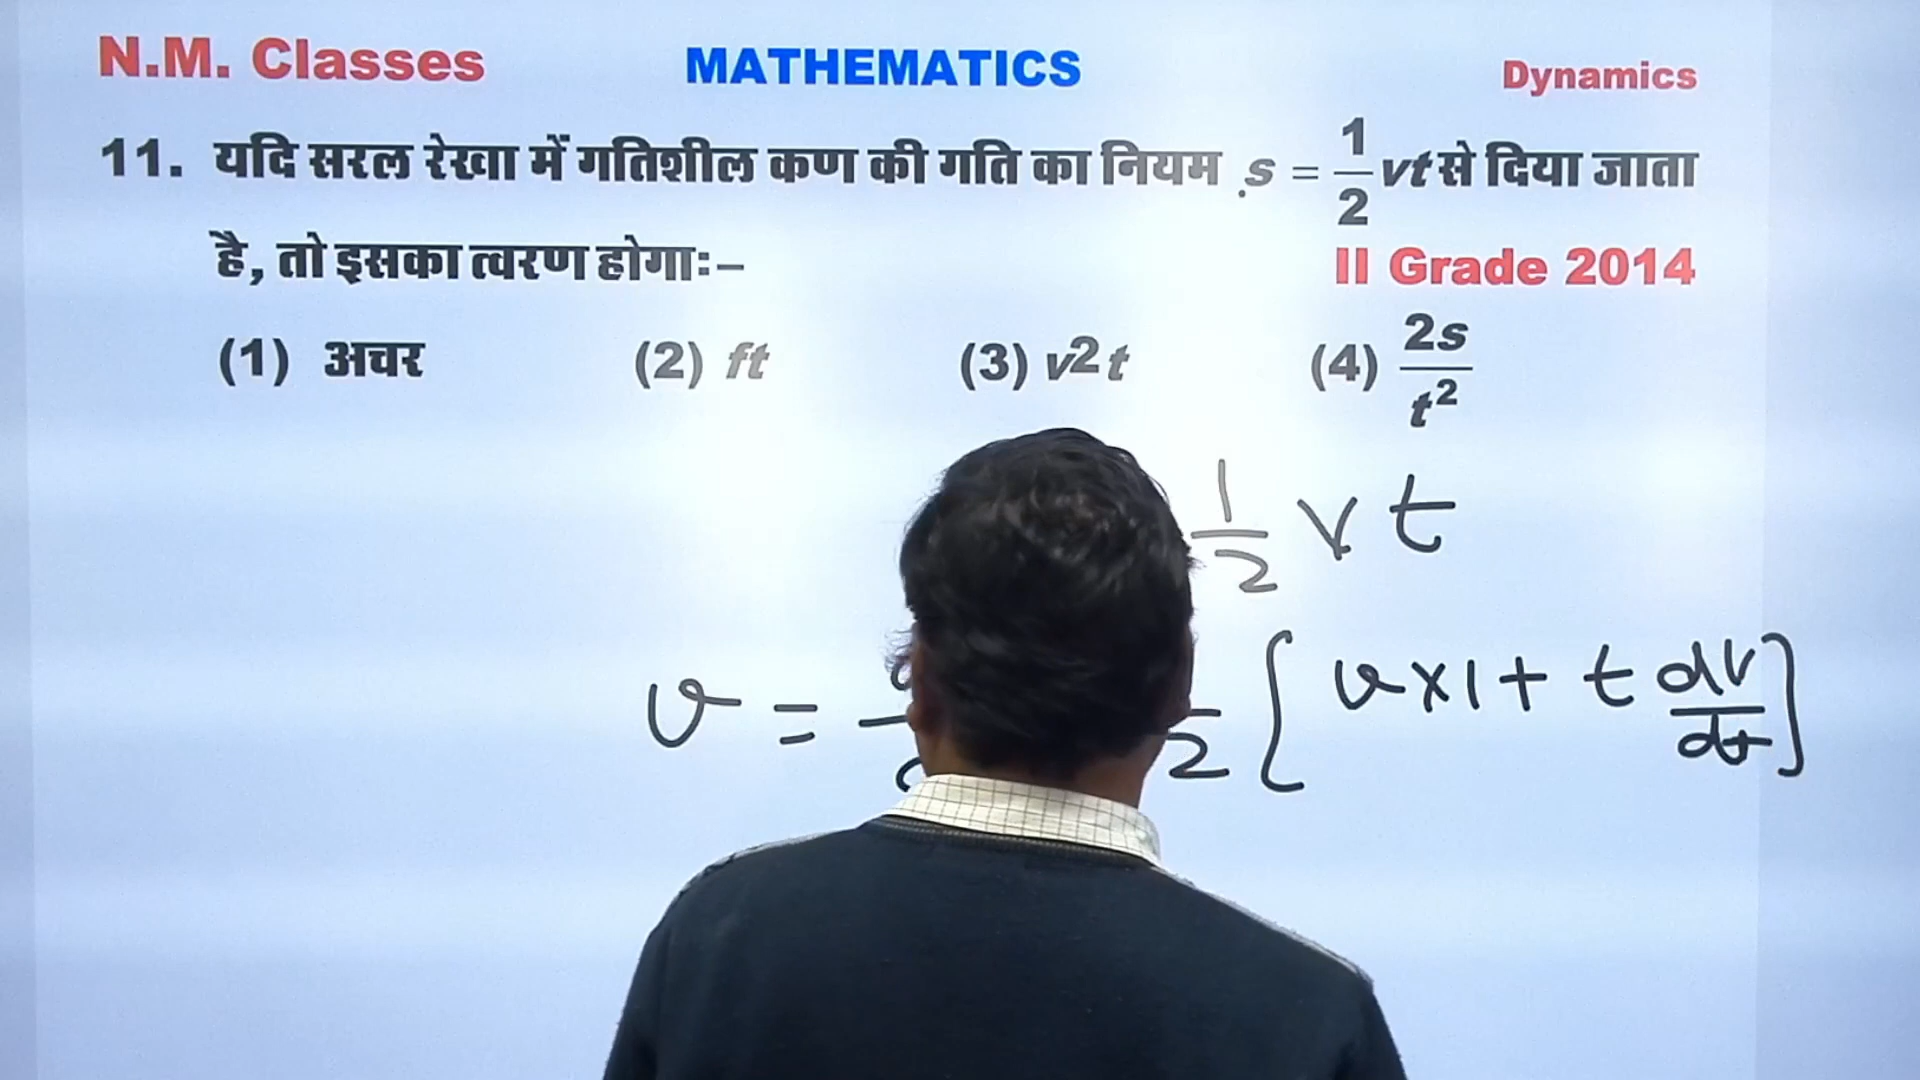 N.M. Classes MATHEMATICS Dynamics
11. यदि सरल रेखा में गतिशील कण की गति का नियम s = 1/2 vt से दिया जाता
है, तो इसका त्वरण होगाः–
II Grade 2014
(1) अचर (2) ft (3) v2t (4) 2s/t²
1/2 v t
v = 2 [v×1 + t dv/dt]